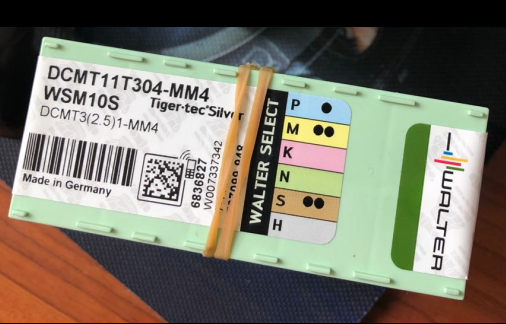 DCMT11T304-MM4
WSM10S
Tiger·tec®Silver
DCMT3(2.5)1-MM4
Made in Germany
6836827
W007337342
WALTER SELECT
P
M
K
N
S
H
WALTER